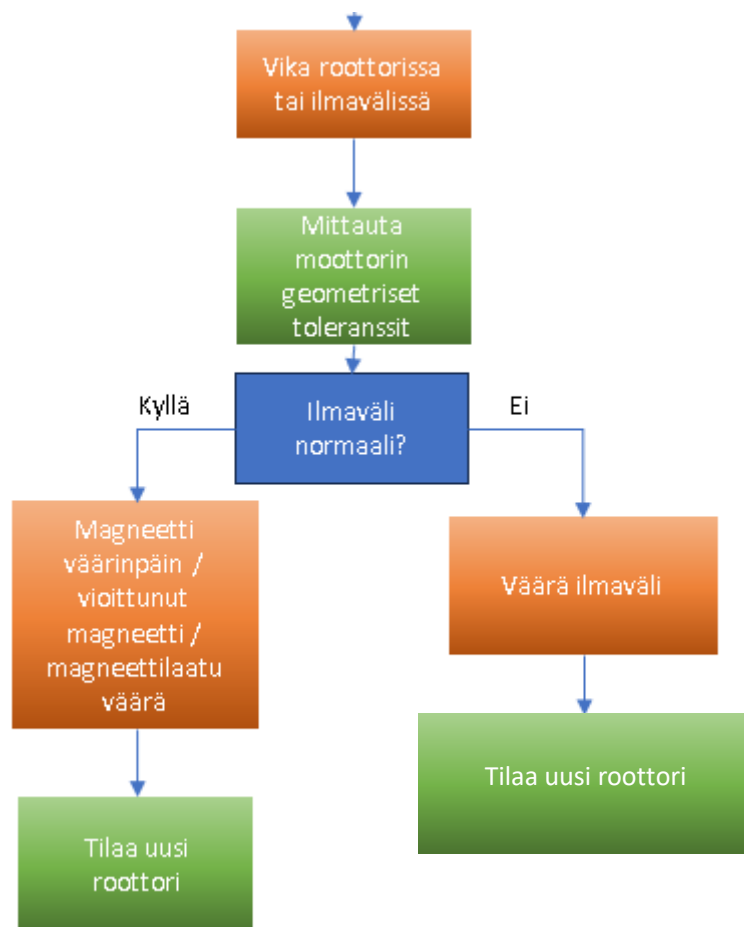 Vika roottorissa
tai ilmavälissä
Mittauta
moottorin
geometriset
toleranssit
Kyllä
Ilmaväli
normaali?
Ei
Magneetti
väärinpäin /
vioittunut
magneetti /
magneettilaatu
väärä
Väärä ilmaväli
Tilaa uusi
roottori
Tilaa uusi roottori